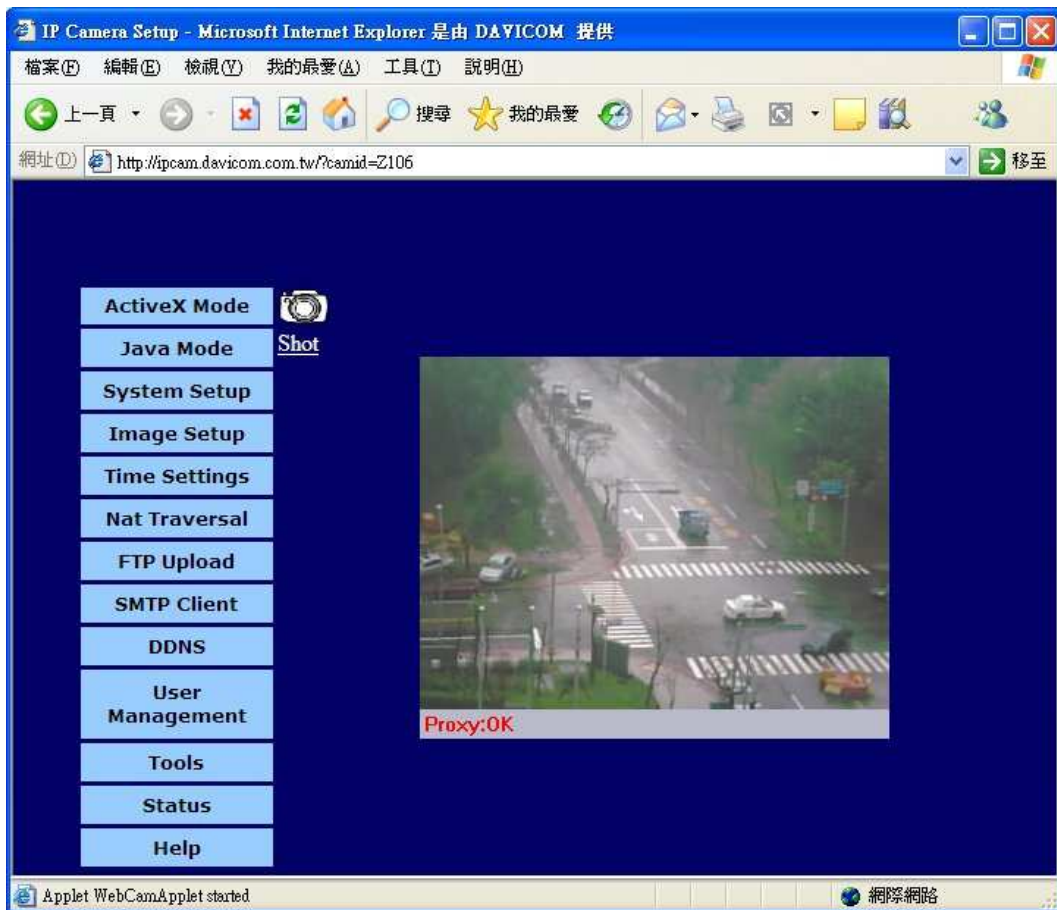 IP Camera Setup - Microsoft Internet Explorer 是由 DAVICOM 提供
檔案(F) 編輯(E) 檢視(V) 我的最愛(A) 工具(T) 說明(H)
上一頁 搜尋 我的最愛
網址(D) http://ipcam.davicom.com.tw/?camid=Z106 移至
ActiveX Mode
Shot
Java Mode
System Setup
Image Setup
Time Settings
Nat Traversal
FTP Upload
SMTP Client
DDNS
User
Management
Tools
Status
Help
Proxy:OK
Applet WebCamApplet started 網際網路